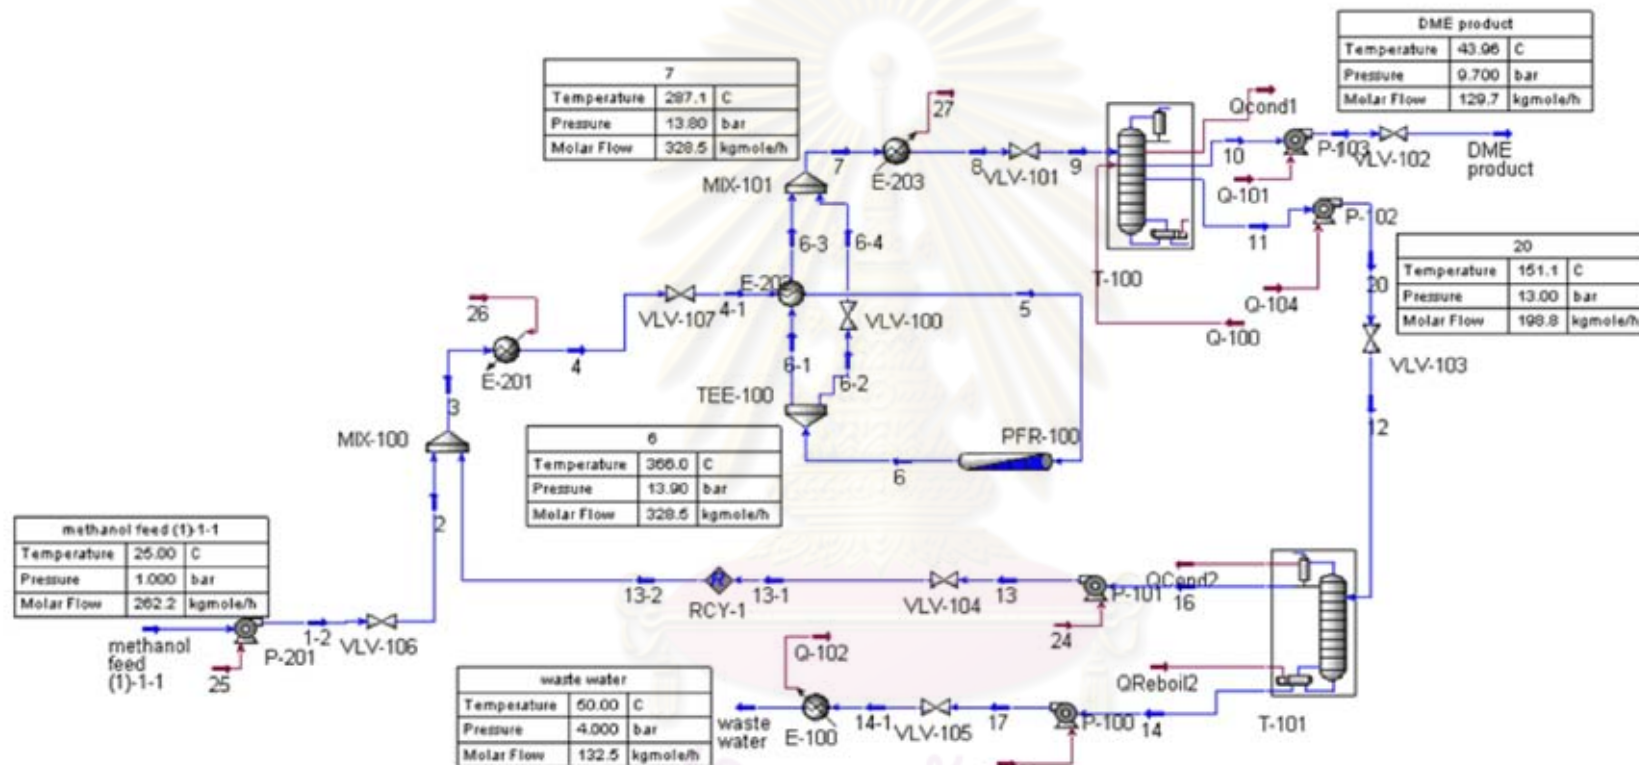 DME product
Temperature 43.96 C
Pressure 9.700 bar
Molar Flow 129.7 kgmole/h
7
Temperature 287.1 C
Pressure 13.80 bar
Molar Flow 328.5 kgmole/h
27
Qcond1
7
E-203
8
VLV-101
9
10
P-103
VLV-102
DME
product
MIX-101
Q-101
P-102
6-3
6-4
11
T-100
20
Temperature 151.1 C
Pressure 13.00 bar
Molar Flow 198.8 kgmole/h
E-202
26
VLV-107
4-1
VLV-100
5
Q-104
20
Q-100
VLV-103
E-201
4
6-1
6-2
TEE-100
3
12
MIX-100
6
Temperature 366.0 C
Pressure 13.90 bar
Molar Flow 328.5 kgmole/h
PFR-100
6
methanol feed (1)-1-1
Temperature 25.00 C
Pressure 1.000 bar
Molar Flow 262.2 kgmole/h
2
13-2
RCY-1
13-1
VLV-104
13
P-101
QCond2
16
methanol
feed
(1)-1-1
25
P-201
1-2
VLV-106
24
Q-102
QReboil2
waste water
Temperature 50.00 C
Pressure 4.000 bar
Molar Flow 132.5 kgmole/h
waste
water
E-100
14-1
VLV-105
17
P-100
14
T-101